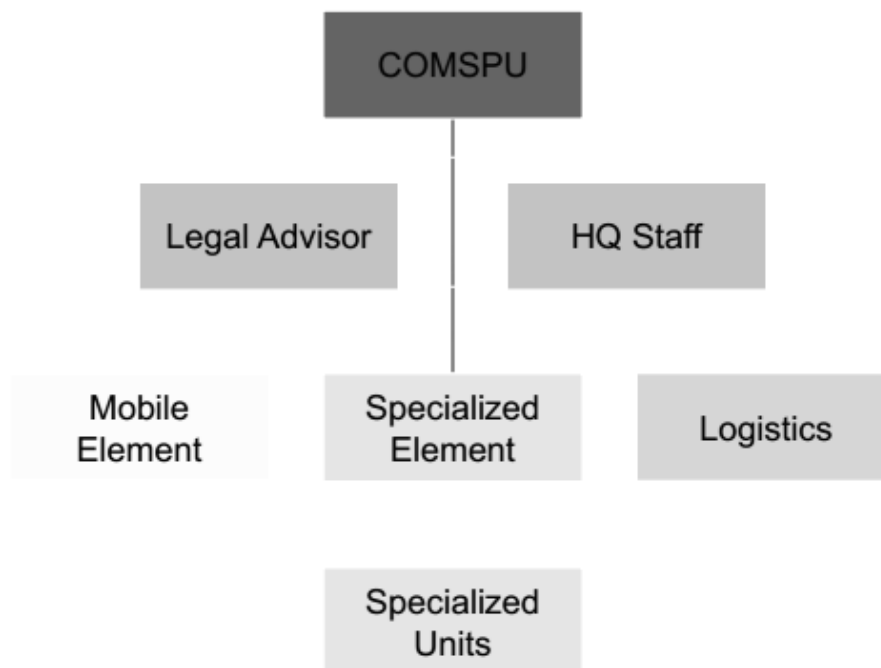 COMSPU
Legal Advisor
HQ Staff
Mobile
Element
Specialized
Element
Logistics
Specialized
Units